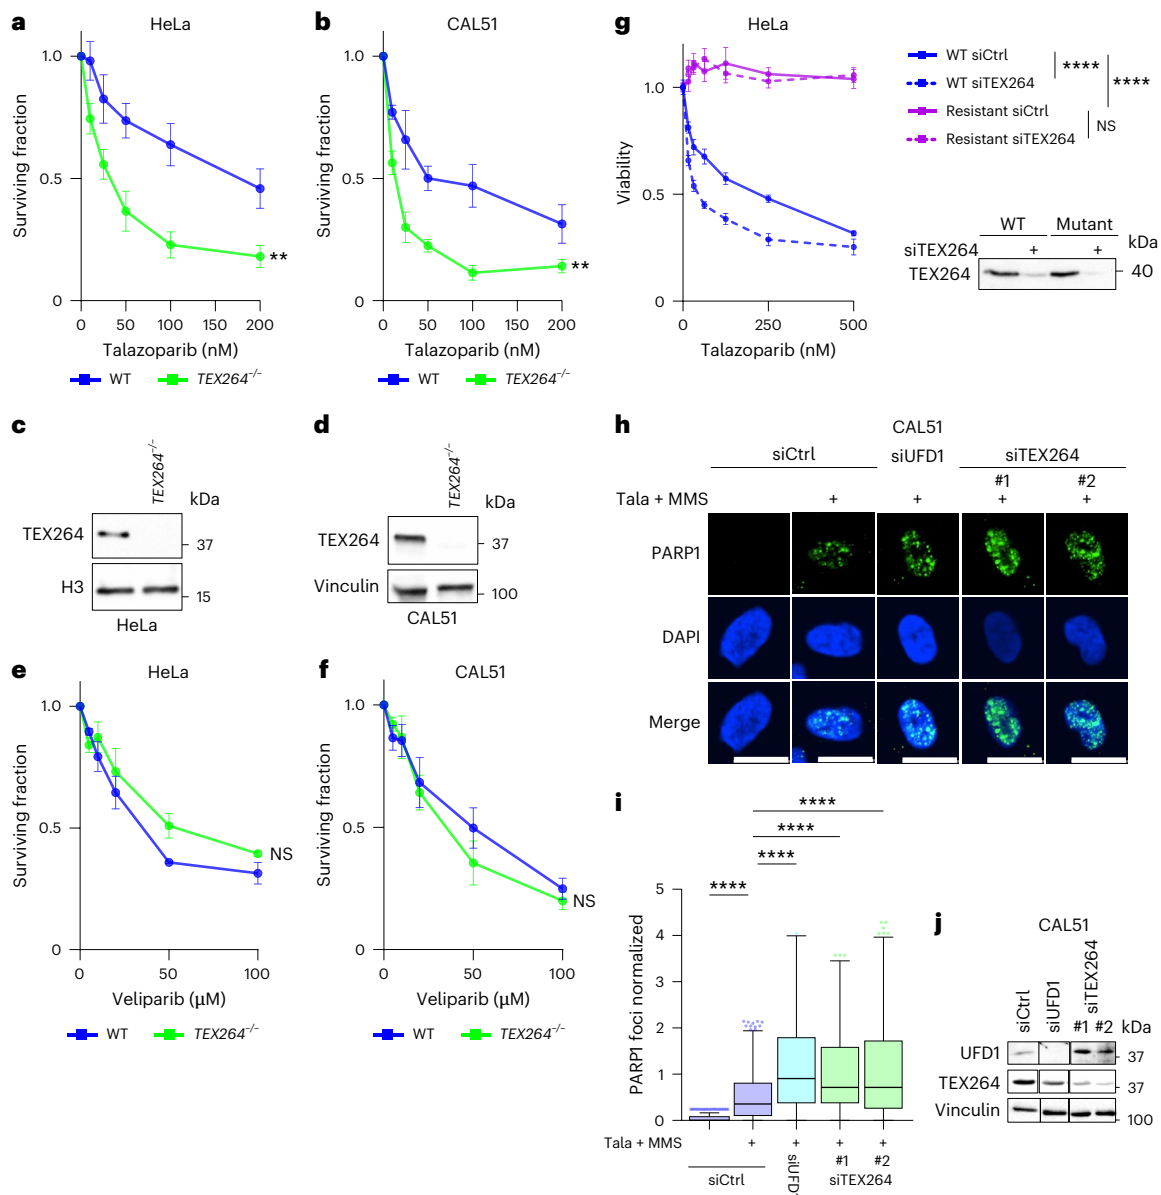 a
HeLa
Surviving fraction
1.0
0.5
0
0 50 100 150 200
**
Talazoparib (nM)
WT TEX264−/−
b
CAL51
Surviving fraction
1.0
0.5
0
0 50 100 150 200
**
Talazoparib (nM)
WT TEX264−/−
g
HeLa
Viability
1.0
0.5
0
0 250 500
Talazoparib (nM)
WT siCtrl
WT siTEX264
Resistant siCtrl
Resistant siTEX264
****
****
NS
WT Mutant
siTEX264 + + kDa
TEX264 40
c
TEX264−/−
kDa
TEX264 37
H3 15
HeLa
d
TEX264−/−
kDa
TEX264 37
Vinculin 100
CAL51
h
CAL51
siCtrl siUFD1 siTEX264
#1 #2
Tala + MMS + + + +
PARP1
DAPI
Merge
e
HeLa
Surviving fraction
1.0
0.5
0
0 50 100
NS
Veliparib (µM)
WT TEX264−/−
f
CAL51
Surviving fraction
1.0
0.5
0
0 50 100
NS
Veliparib (µM)
WT TEX264−/−
i
****
****
****
****
PARP1 foci normalized
5
4
3
2
1
0
Tala + MMS + + + +
siCtrl siUFD1 #1 #2
siTEX264
j
CAL51
siCtrl siUFD1 siTEX264
#1 #2 kDa
UFD1 37
TEX264 37
Vinculin 100